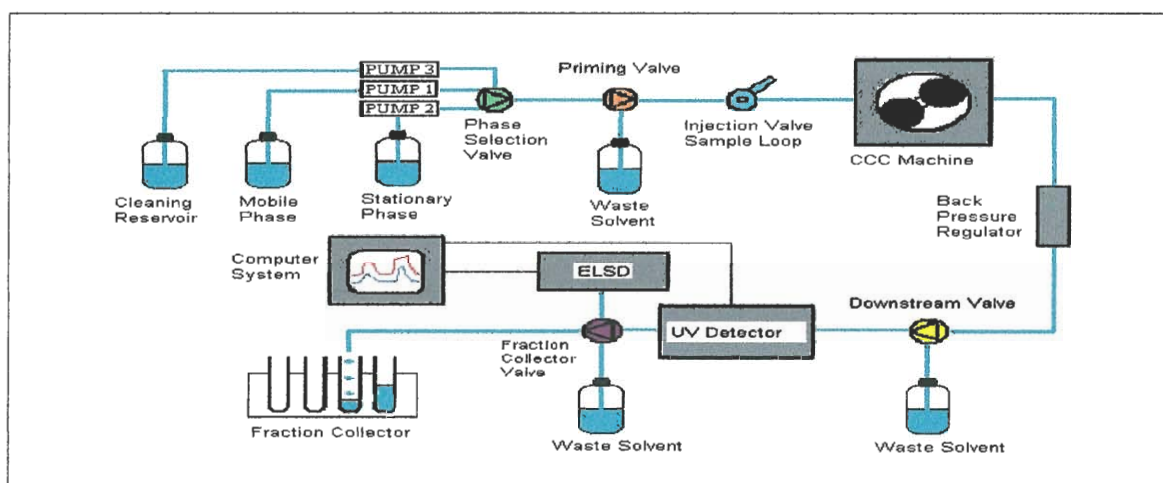 PUMP 3
PUMP 1
PUMP 2
Priming Valve
Phase
Selection
Valve
Injection Valve
Sample Loop
CCC Machine
Cleaning
Reservoir
Mobile
Phase
Stationary
Phase
Waste
Solvent
Back
Pressure
Regulator
Computer
System
ELSD
Downstream Valve
UV Detector
Fraction
Collector
Valve
Fraction Collector
Waste Solvent
Waste Solvent